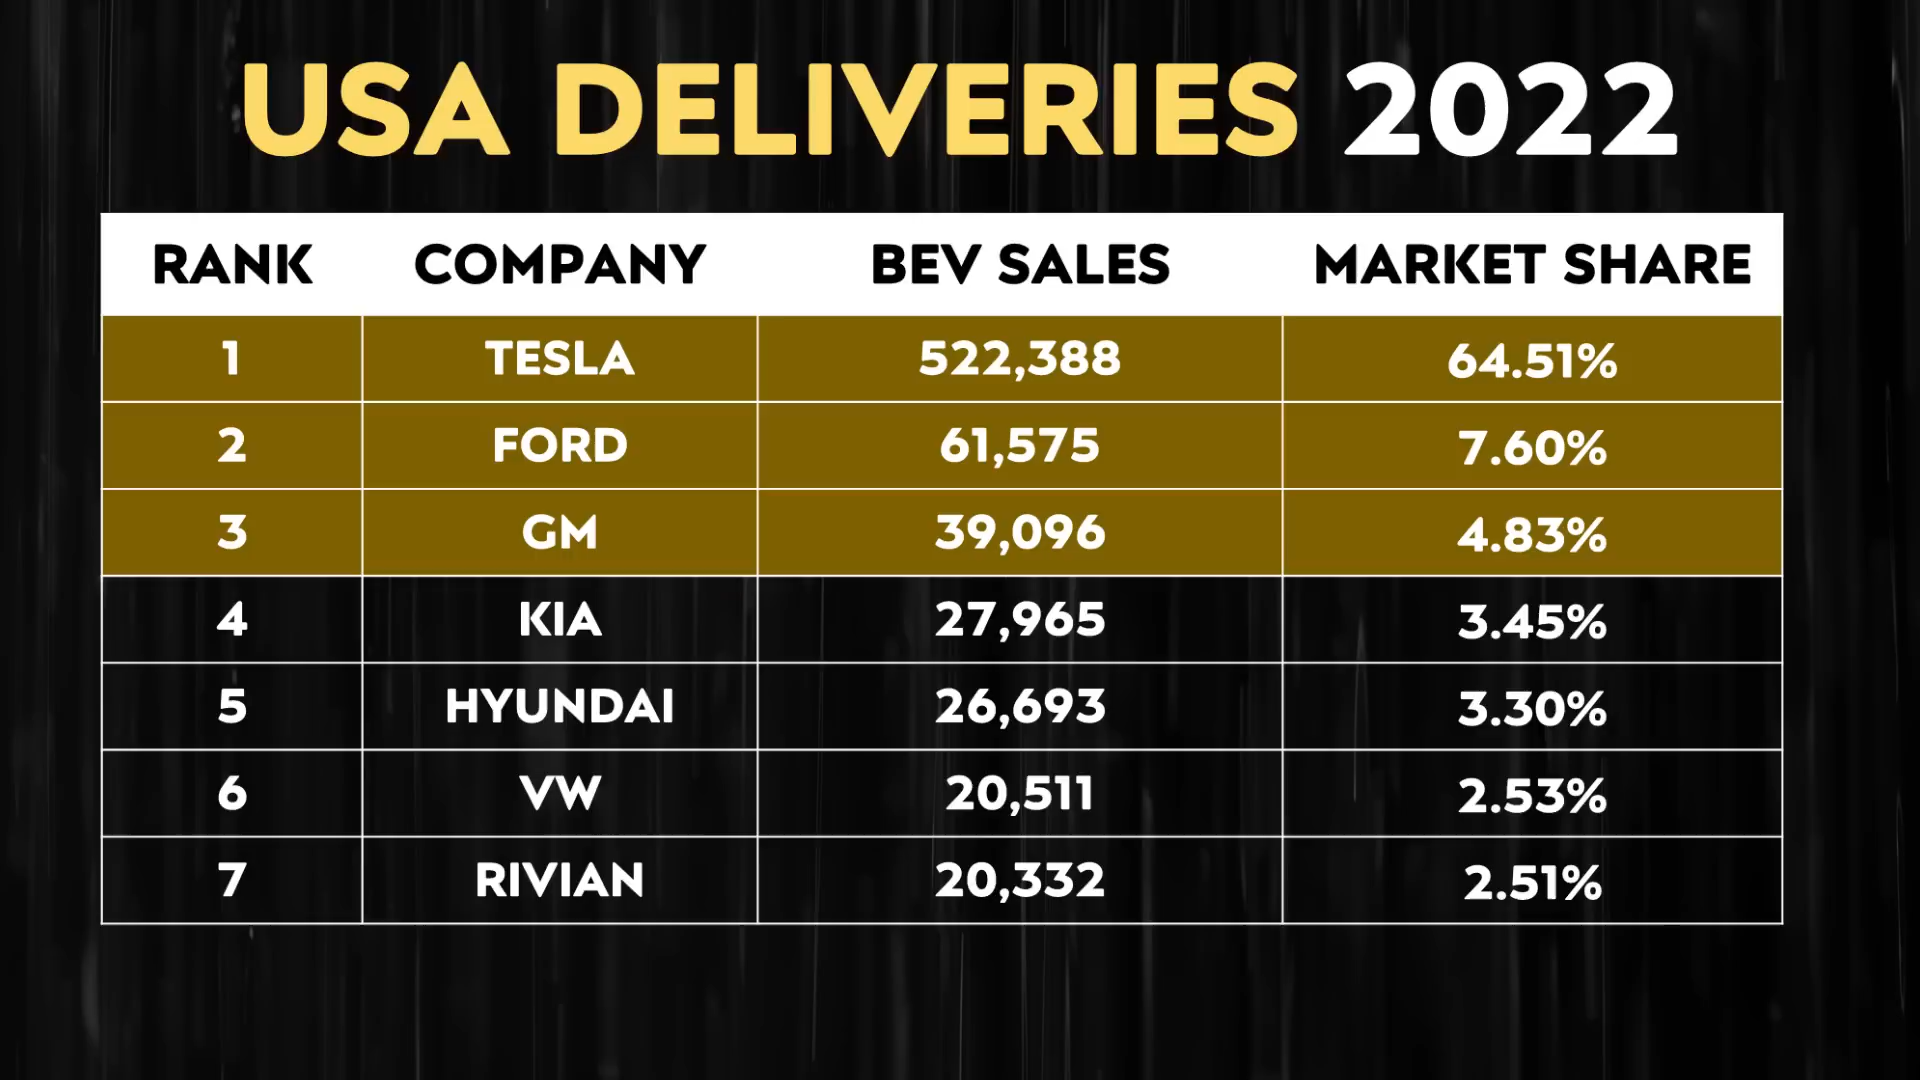 USA DELIVERIES 2022
RANK COMPANY BEV SALES MARKET SHARE
1 TESLA 522,388 64.51%
2 FORD 61,575 7.60%
3 GM 39,096 4.83%
4 KIA 27,965 3.45%
5 HYUNDAI 26,693 3.30%
6 VW 20,511 2.53%
7 RIVIAN 20,332 2.51%